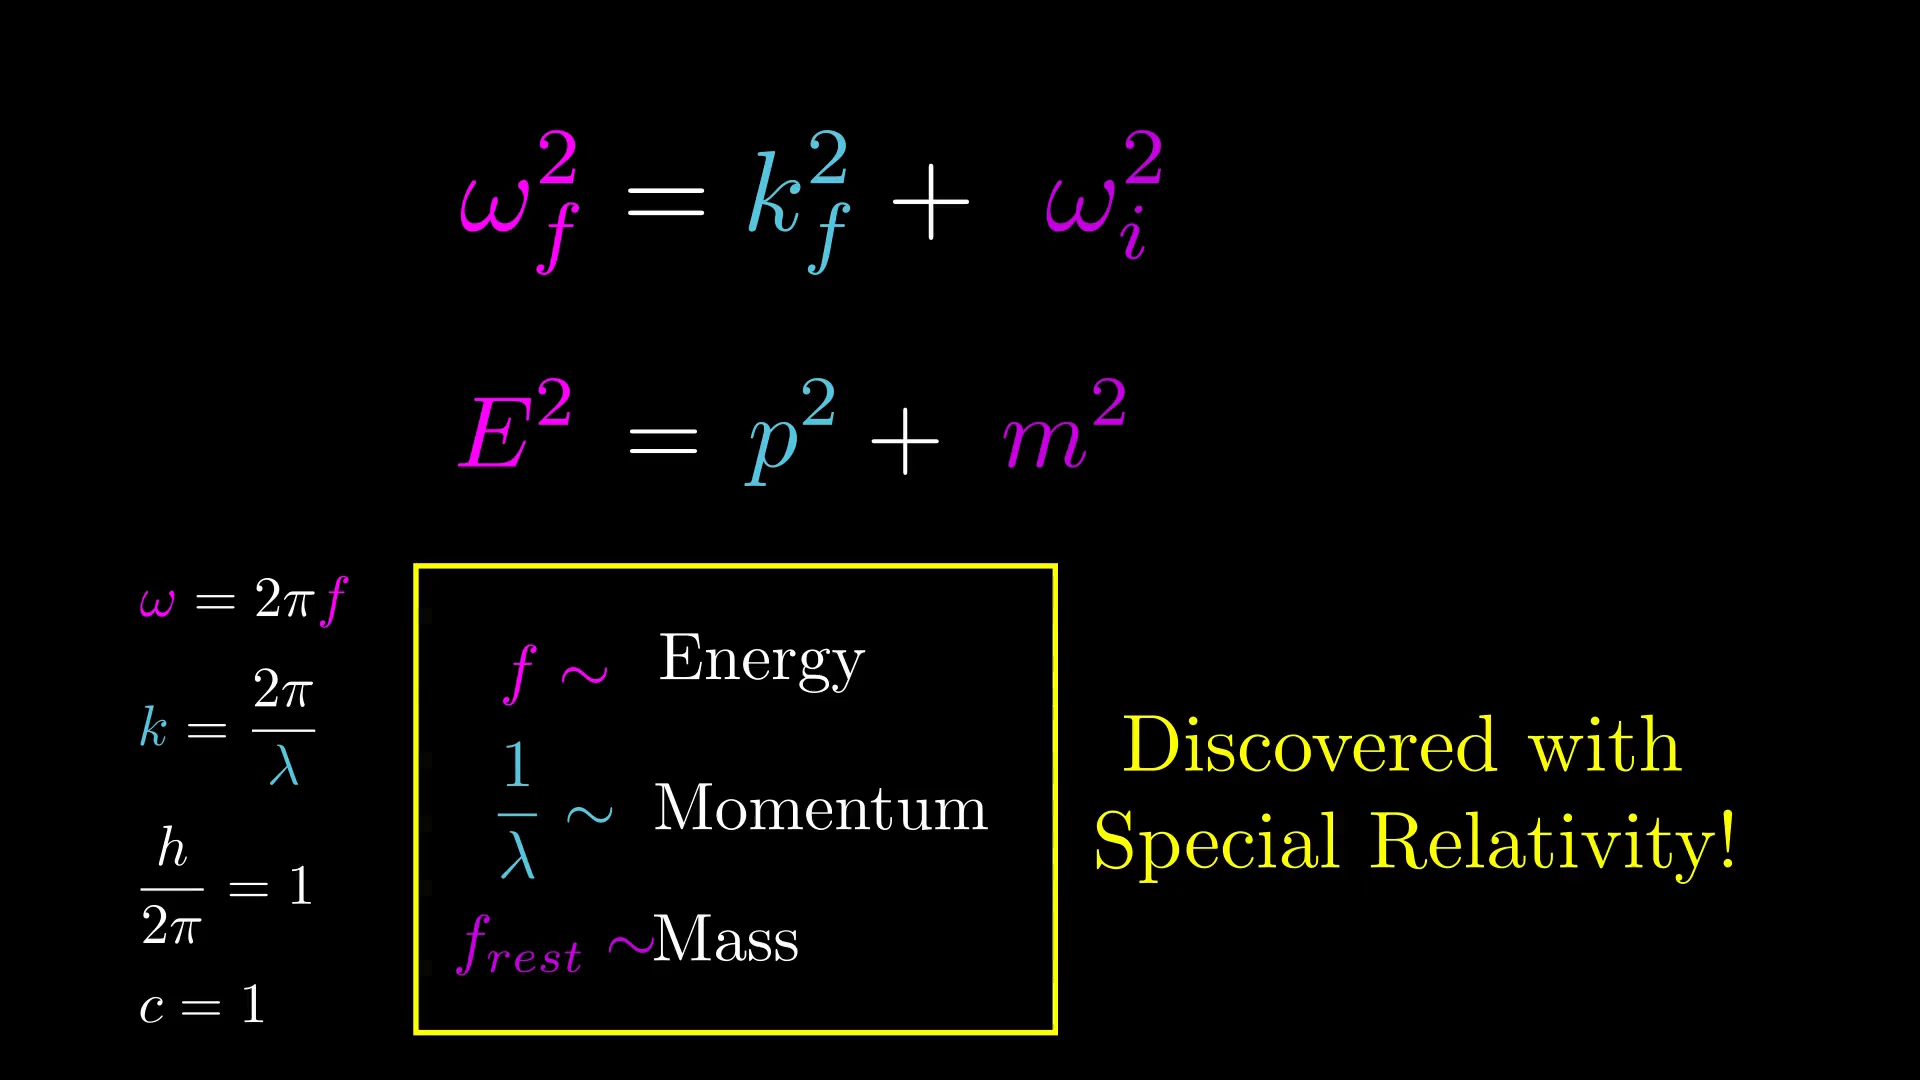 ω_f^2 = k_f^2 + ω_i^2
E^2 = p^2 + m^2
ω = 2πf
k = 2π/λ
h/2π = 1
c = 1
f ∼ Energy
1/λ ∼ Momentum
f_rest ∼ Mass
Discovered with
Special Relativity!